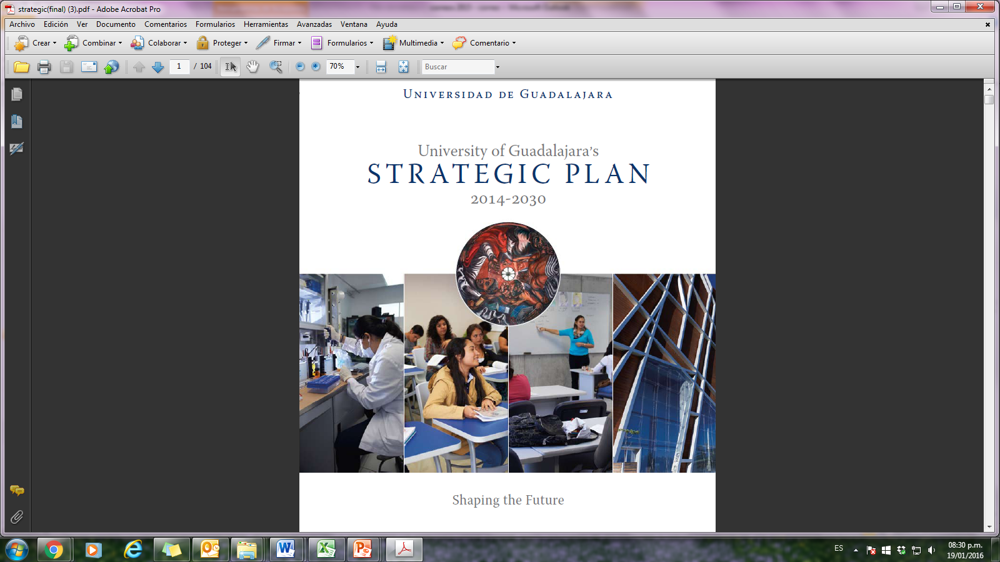 strategic(final) (3).pdf - Adobe Acrobat Pro
Archivo Edición Ver Documento Comentarios Formularios Herramientas Avanzadas Ventana Ayuda
Crear Combinar Colaborar Proteger Firmar Formularios Multimedia Comentario
1 / 104 70% Buscar
UNIVERSIDAD DE GUADALAJARA
University of Guadalajara's
STRATEGIC PLAN
2014-2030
Shaping the Future
ES
08:30 p.m.
19/01/2016